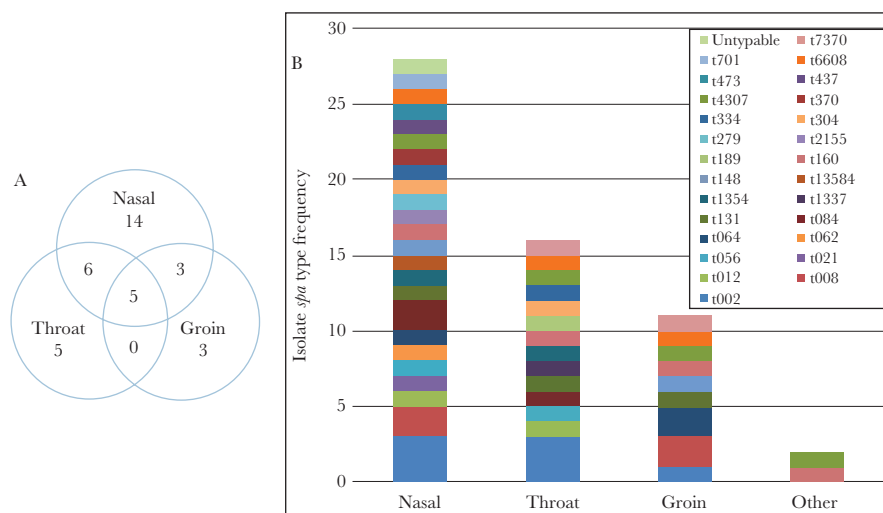 A
Nasal
14
6
3
5
Throat
5
0
Groin
3
B
Isolate spa type frequency
30
25
20
15
10
5
0
Nasal
Throat
Groin
Other
Untypable t7370
t701 t6608
t473 t437
t4307 t370
t334 t304
t279 t2155
t189 t160
t148 t13584
t1354 t1337
t131 t084
t064 t062
t056 t021
t012 t008
t002